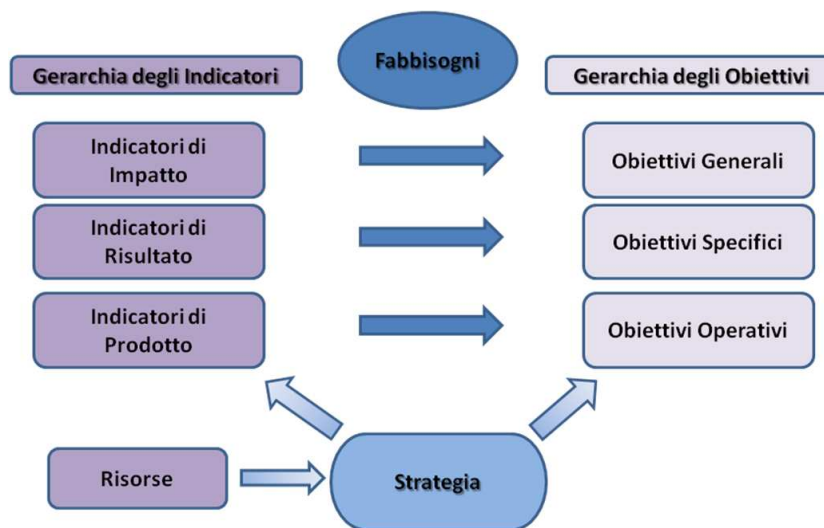 Fabbisogni
Gerarchia degli Indicatori
Gerarchia degli Obiettivi
Indicatori di
Impatto
Obiettivi Generali
Indicatori di
Risultato
Obiettivi Specifici
Indicatori di
Prodotto
Obiettivi Operativi
Risorse
Strategia